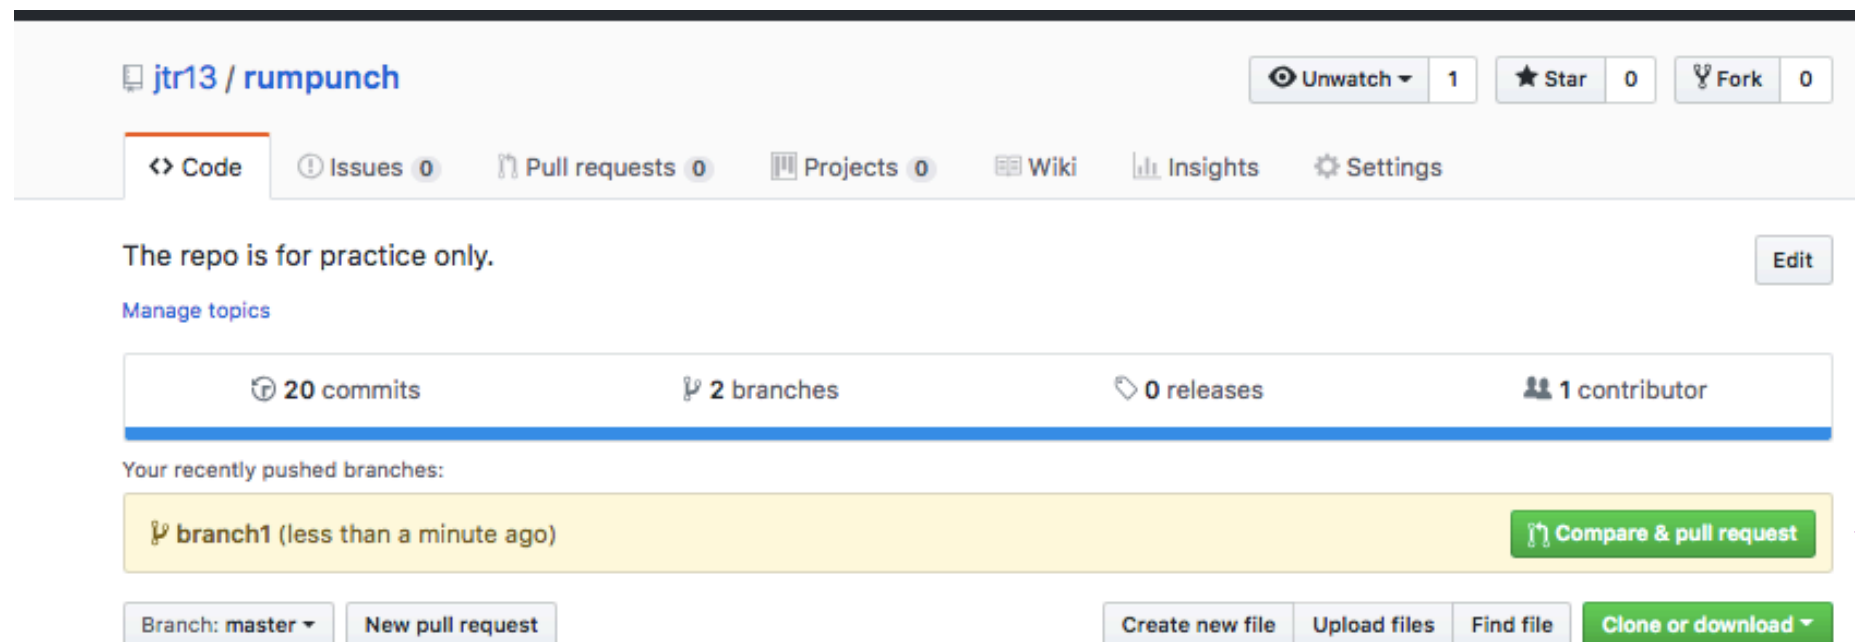 jtr13 / rumpunch
Unwatch 1 Star 0 Fork 0
Code Issues 0 Pull requests 0 Projects 0 Wiki Insights Settings
The repo is for practice only.
Edit
Manage topics
20 commits 2 branches 0 releases 1 contributor
Your recently pushed branches:
branch1 (less than a minute ago)
Compare & pull request
Branch: master New pull request Create new file Upload files Find file Clone or download